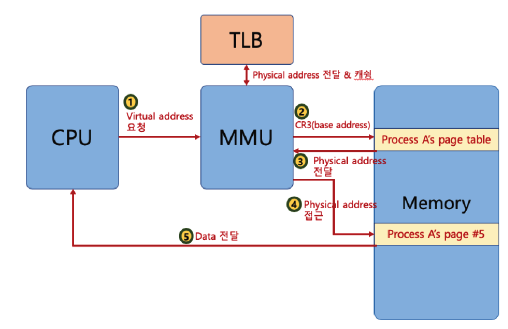 TLB
Physical address 전달 & 캐쉼
1
Virtual address
요청
CPU
MMU
2
CR3(base address)
Process A's page table
3 Physical address
전달
Memory
4 Physical address
접근
Process A's page #5
5 Data 전달